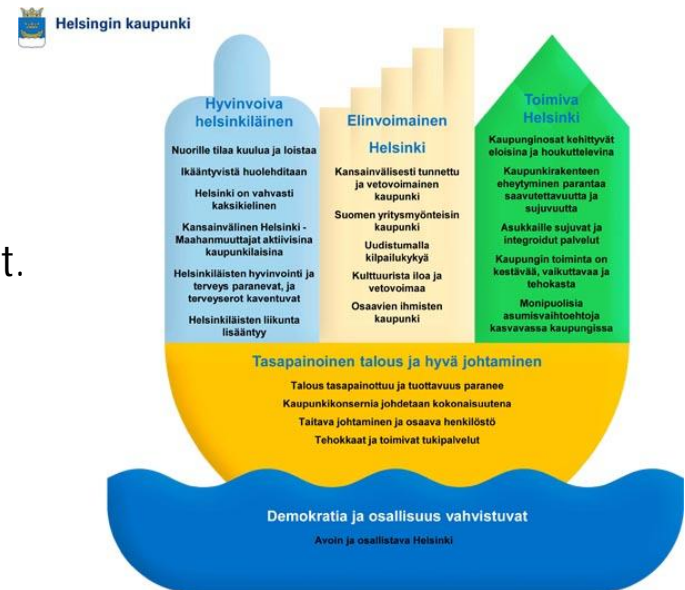 Helsingin kaupunki
t.
Hyvinvoiva
helsinkiläinen
Nuorille tilaa kuulua ja loistaa
Ikääntyvistä huolehditaan
Helsinki on vahvasti
kaksikielinen
Kansainvälinen Helsinki -
Maahanmuuttajat aktiivisina
kaupunkilaisina
Helsinkiläisten hyvinvointi ja
terveys paranevat, ja
terveyserot kaventuvat
Helsinkiläisten liikunta
lisääntyy
Elinvoimainen
Helsinki
Kansainvälisesti tunnettu
ja vetovoimainen
kaupunki
Suomen yritysmyönteisin
kaupunki
Uudistumalla
kilpailukykyä
Kulttuurista iloa ja
vetovoimaa
Osaavien ihmisten
kaupunki
Toimiva
Helsinki
Kaupunginosat kehittyvät
eloisina ja houkuttelevina
Kaupunkirakenteen
eheytyminen parantaa
saavutettavuutta ja
sujuvuutta
Asukkaille sujuvat ja
integroidut palvelut
Kaupungin toiminta on
kestävää, vaikuttavaa ja
tehokasta
Monipuolisia
asumisvaihtoehtoja
kasvavassa kaupungissa
Tasapainoinen talous ja hyvä johtaminen
Talous tasapainottuu ja tuottavuus paranee
Kaupunkikonsernia johdetaan kokonaisuutena
Taitava johtaminen ja osaava henkilöstö
Tehokkaat ja toimivat tukipalvelut
Demokratia ja osallisuus vahvistuvat
Avoin ja osallistava Helsinki